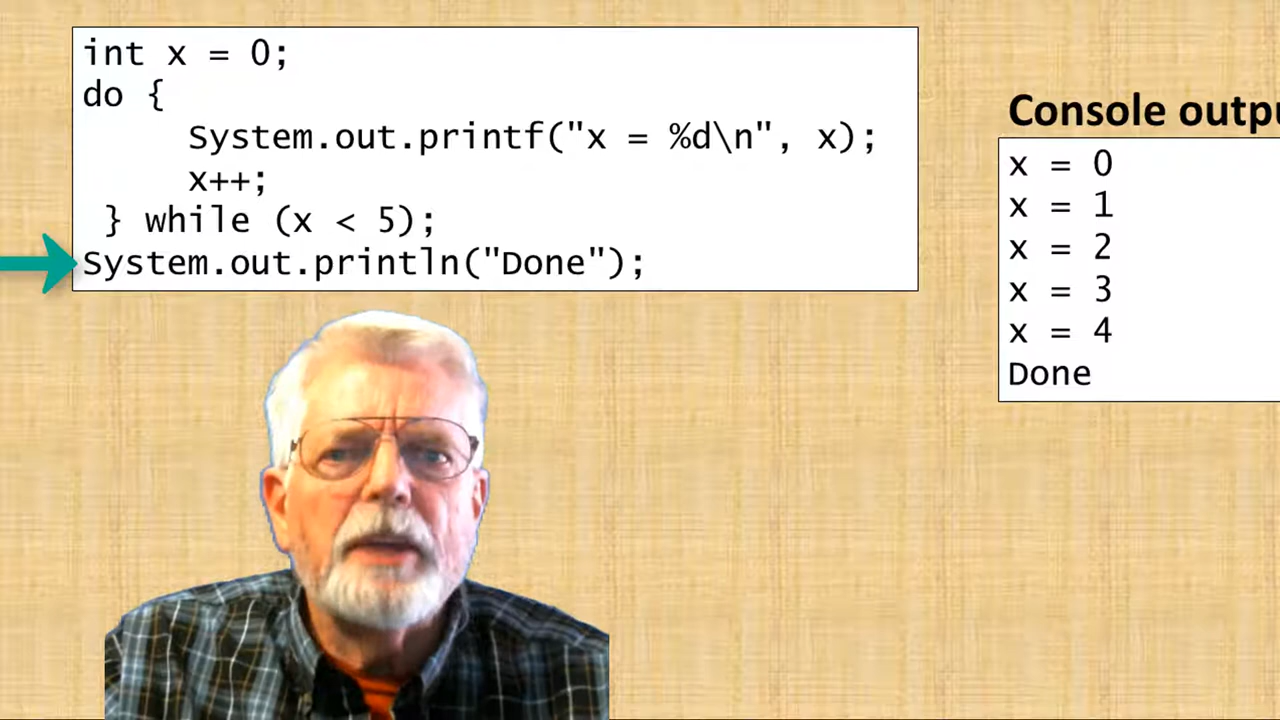 int x = 0;
do {
System.out.printf("x = %d\n", x);
x++;
} while (x < 5);
System.out.println("Done");
Console outpu
x = 0
x = 1
x = 2
x = 3
x = 4
Done